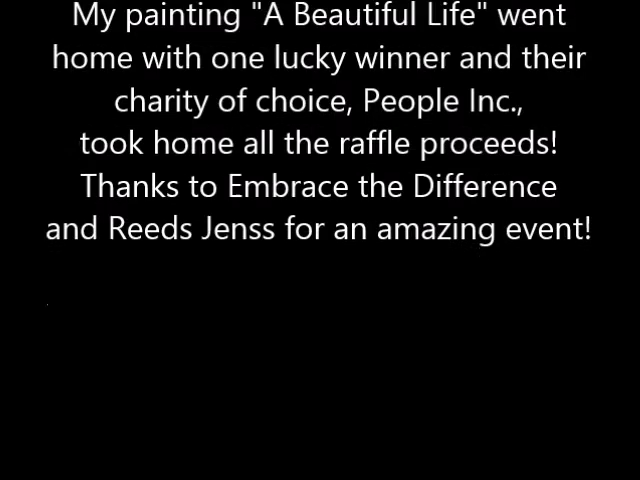 My painting "A Beautiful Life" went
home with one lucky winner and their
charity of choice, People Inc.,
took home all the raffle proceeds!
Thanks to Embrace the Difference
and Reeds Jenss for an amazing event!